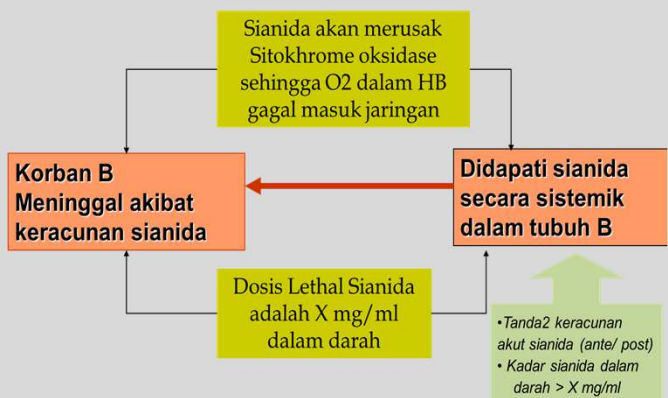 Sianida akan merusak
Sitokhrome oksidase
sehingga O2 dalam HB
gagal masuk jaringan
Korban B
Meninggal akibat
keracunan sianida
Didapati sianida
secara sistemik
dalam tubuh B
Dosis Lethal Sianida
adalah X mg/ml
dalam darah
•Tanda2 keracunan
akut sianida (ante/ post)
• Kadar sianida dalam
darah > X mg/ml